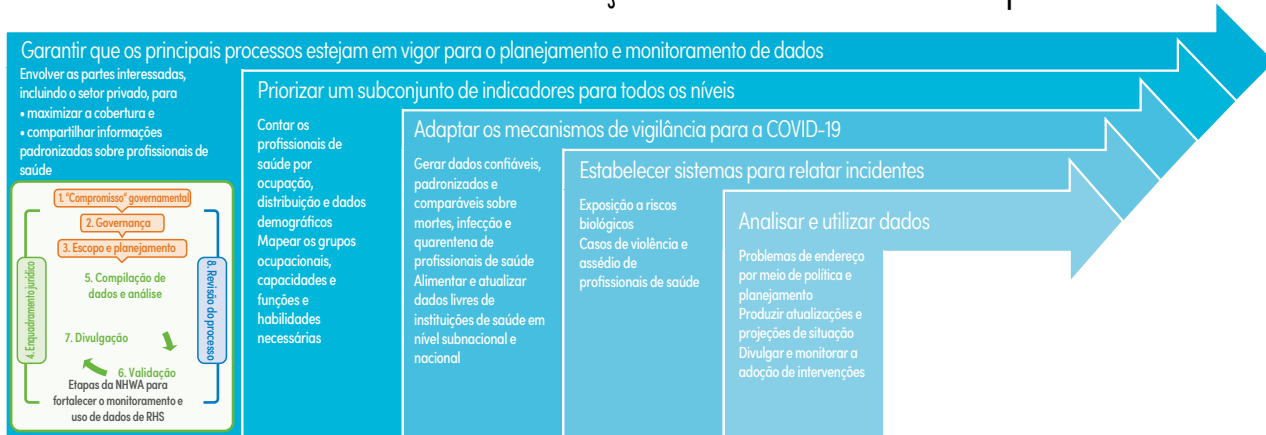 Garantir que os principais processos estejam em vigor para o planejamento e monitoramento de dados
Envolver as partes interessadas,
incluindo o setor privado, para
• maximizar a cobertura e
• compartilhar informações
padronizadas sobre profissionais de
saúde
1. "Compromisso" governamental
2. Governança
3. Escopo e planejamento
4. Enquadramento jurídico
5. Compilação de
dados e análise
8. Revisão do processo
7. Divulgação
6. Validação
Etapas da NHWA para
fortalecer o monitoramento e
uso de dados de RHS
Priorizar um subconjunto de indicadores para todos os níveis
Contar os
profissionais de
saúde por
ocupação,
distribuição e dados
demográficos
Mapear os grupos
ocupacionais,
capacidades e
funções e
habilidades
necessárias
Adaptar os mecanismos de vigilância para a COVID-19
Gerar dados confiáveis,
padronizados e
comparáveis sobre
mortes, infecção e
quarentena de
profissionais de saúde
Alimentar e atualizar
dados livres de
instituições de saúde em
nível subnacional e
nacional
Estabelecer sistemas para relatar incidentes
Exposição a riscos
biológicos
Casos de violência e
assédio de
profissionais de saúde
Analisar e utilizar dados
Problemas de endereço
por meio de política e
planejamento
Produzir atualizações e
projeções de situação
Divulgar e monitorar a
adoção de intervenções